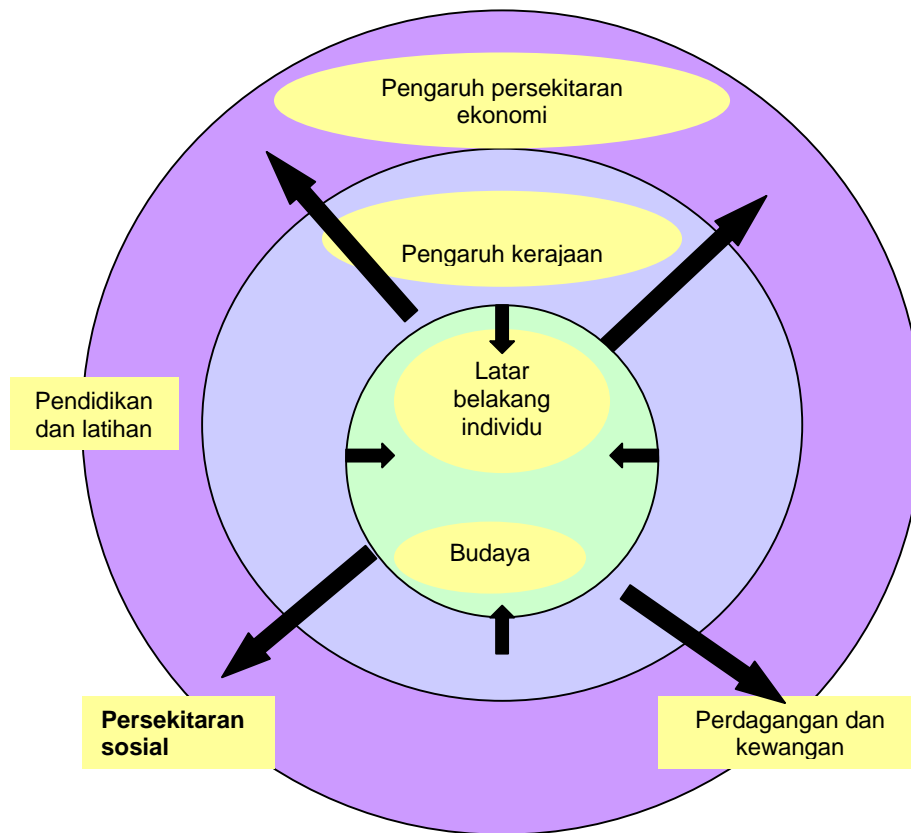 Pengaruh persekitaran
ekonomi
Pengaruh kerajaan
Latar
belakang
individu
Pendidikan
dan latihan
Budaya
Persekitaran
sosial
Perdagangan dan
kewangan